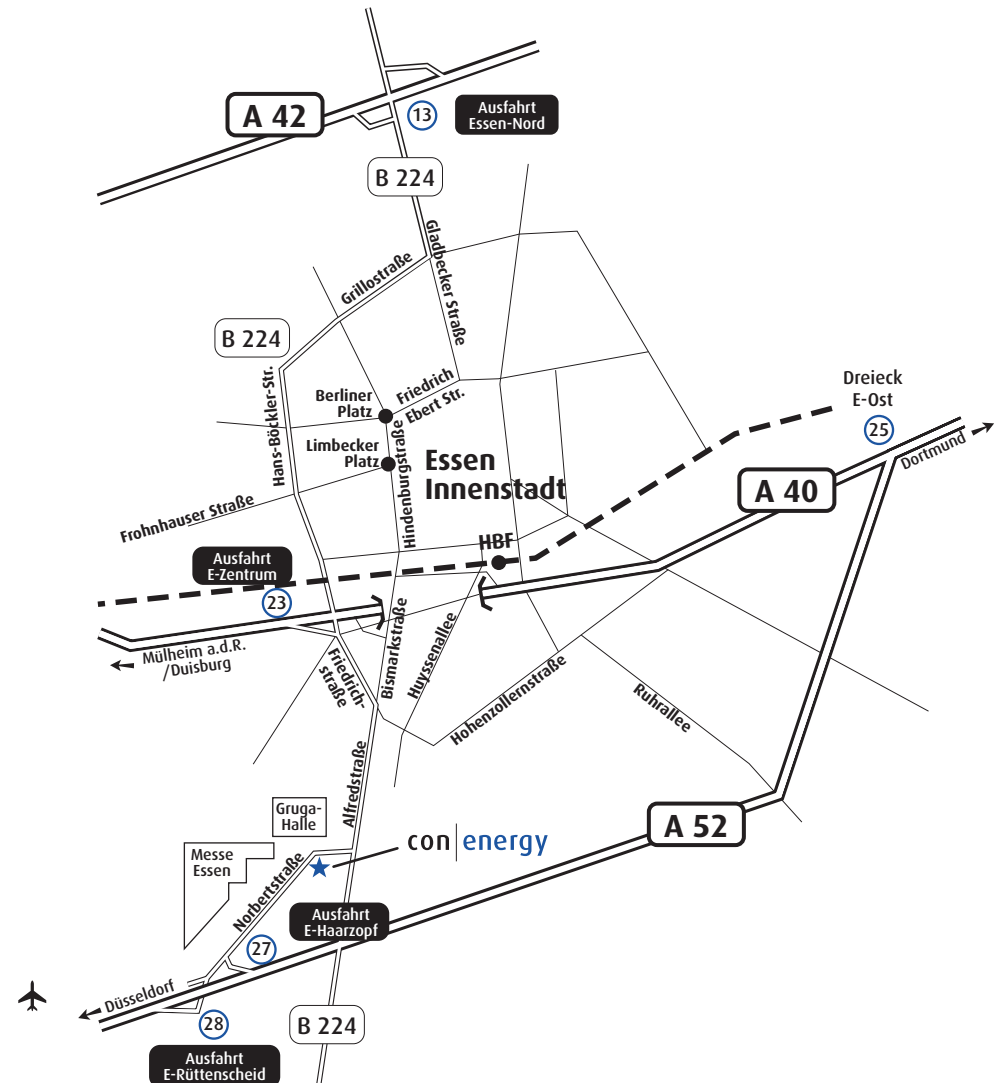 A 42
13
Ausfahrt
Essen-Nord
B 224
Gladbecker Straße
Grillostraße
B 224
Hans-Böckler-Str.
Berliner
Platz
Friedrich
Ebert Str.
Limbecker
Platz
Hindenburgstraße
Essen
Innenstadt
Dreieck
E-Ost
25
Dortmund
A 40
Frohnhauser Straße
HBF
Ausfahrt
E-Zentrum
23
Mülheim a.d.R.
/Duisburg
Friedrich-
straße
Bismarkstraße
Huyssenallee
Hohenzollernstraße
Ruhrallee
Alfredstraße
Gruga-
Halle
A 52
con|energy
Messe
Essen
Norbertstraße
Ausfahrt
E-Haarzopf
27
Düsseldorf
28
B 224
Ausfahrt
E-Rüttenscheid